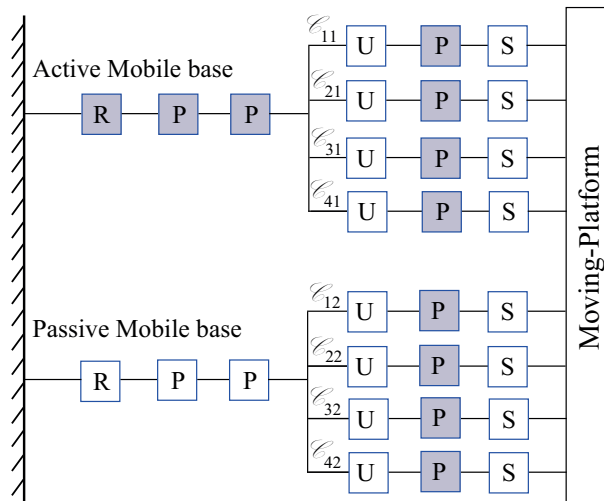 𝒞11 U P S
Active Mobile base
𝒞21 U P S
R P P
𝒞31 U P S
𝒞41 U P S
Moving-Platform
𝒞12 U P S
Passive Mobile base
𝒞22 U P S
R P P
𝒞32 U P S
𝒞42 U P S